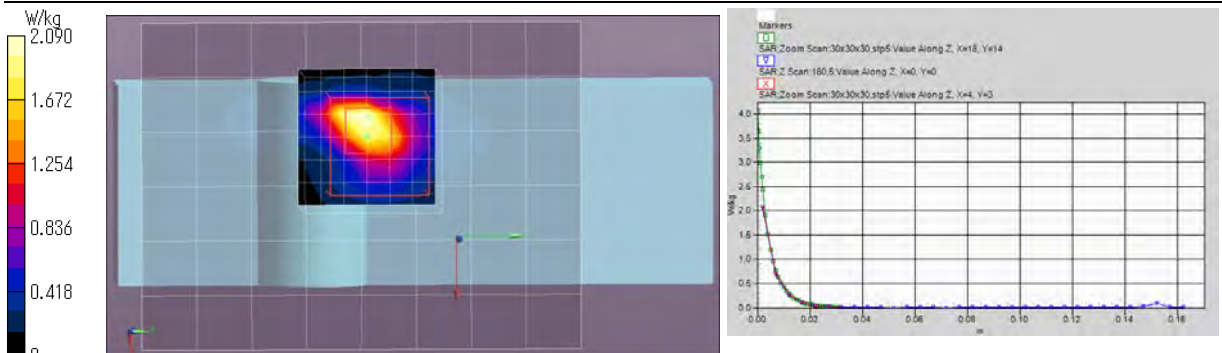 W/kg
2.090
1.672
1.254
0.836
0.418
0
Markers
SAR;Zoom Scan:30x30x30,stp5:Value Along Z, X=18, Y=14
SAR;Z Scan:160,5:Value Along Z, X=0, Y=0
SAR;Zoom Scan:30x30x30,stp5:Value Along Z, X=4, Y=3
W/kg
4.0
3.5
3.0
2.5
2.0
1.5
1.0
0.5
0.0
0.00 0.02 0.04 0.06 0.08 0.10 0.12 0.14 0.16
m